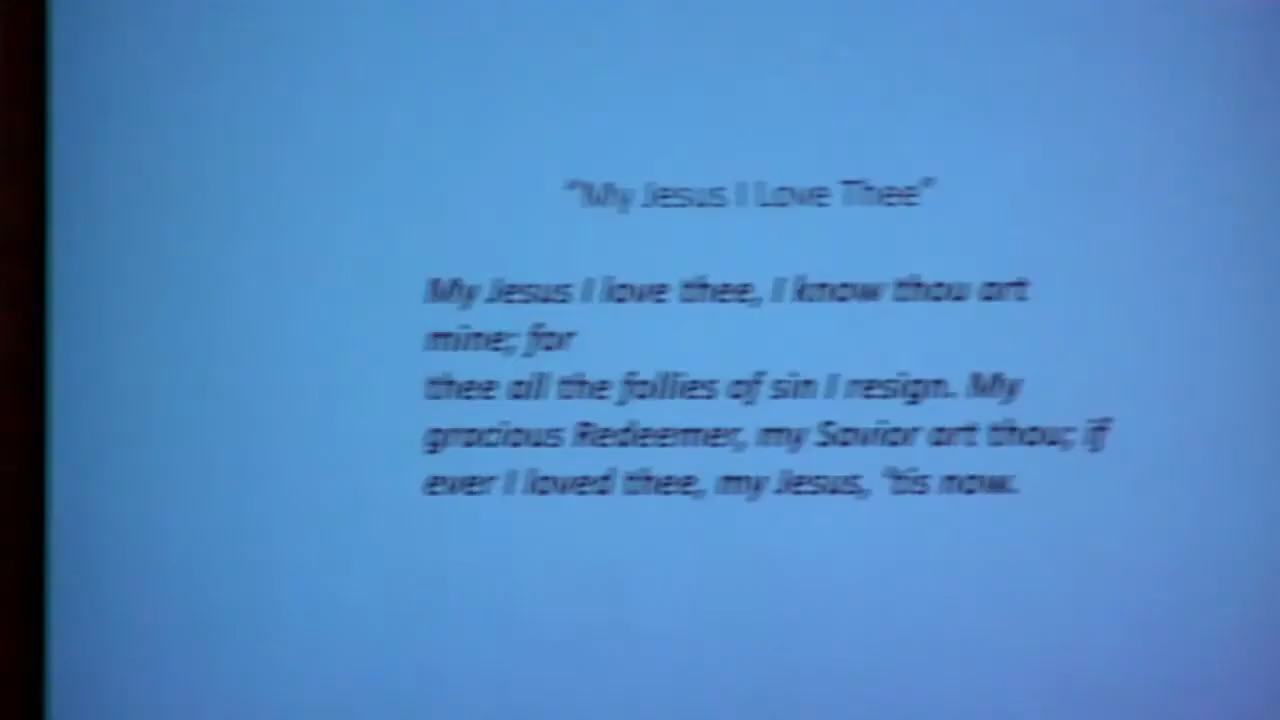 "My Jesus I Love Thee"
My Jesus I love thee, I know thou art
mine; for
thee all the follies of sin I resign. My
gracious Redeemer, my Savior art thou; if
ever I loved thee, my Jesus, 'tis now.